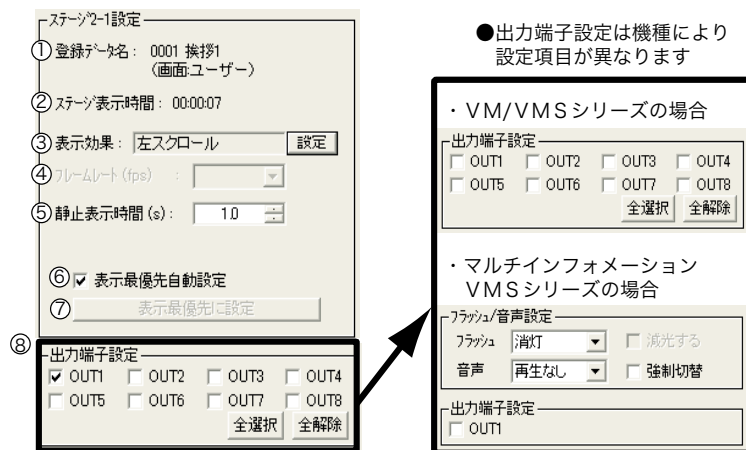 ステージ2-1設定
① 登録データ名： 0001 挨拶1
（画面:ユーザー）
② ステージ表示時間： 00:00:07
③ 表示効果： 左スクロール 設定
④ フレームレート(fps) ：
⑤ 静止表示時間(s)： 1.0
⑥ 表示最優先自動設定
⑦ 表示最優先に設定
⑧ 出力端子設定
OUT1 OUT2 OUT3 OUT4
OUT5 OUT6 OUT7 OUT8
全選択 全解除
●出力端子設定は機種により
設定項目が異なります
・VM/VMSシリーズの場合
出力端子設定
OUT1 OUT2 OUT3 OUT4
OUT5 OUT6 OUT7 OUT8
全選択 全解除
・マルチインフォメーション
VMSシリーズの場合
フラッシュ/音声設定
フラッシュ 消灯 減光する
音声 再生なし 強制切替
出力端子設定
OUT1